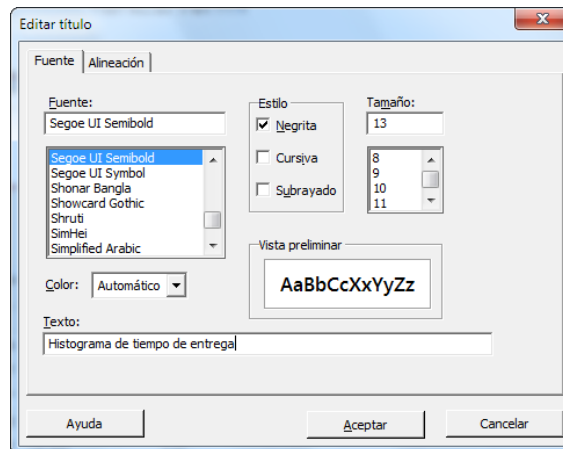 Editar título
Fuente Alineación
Fuente: Estilo Tamaño:
Segoe UI Semibold Negrita 13
Segoe UI Semibold Cursiva 8
Segoe UI Symbol 9
Shonar Bangla Subrayado 10
Showcard Gothic 11
Shruti
SimHei Vista preliminar
Simplified Arabic
Color: Automático AaBbCcXxYyZz
Texto:
Histograma de tiempo de entrega
Ayuda Aceptar Cancelar